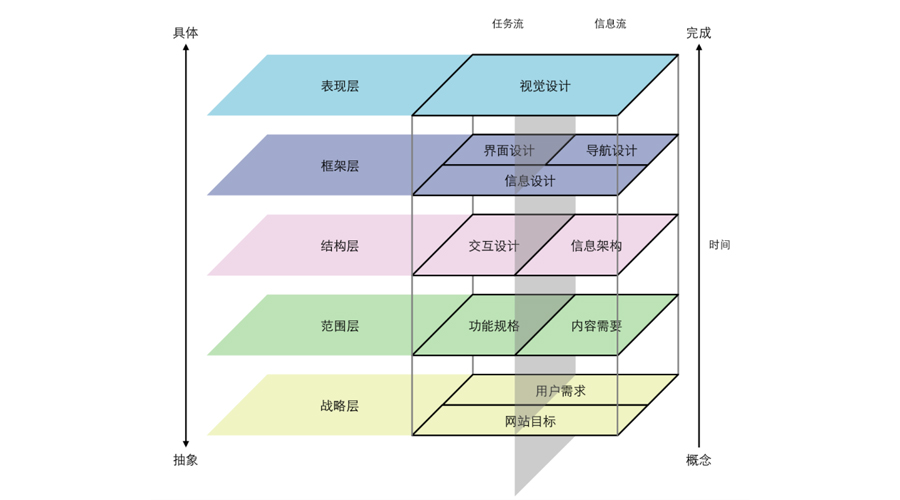 任务流
信息流
具体
完成
表现层
视觉设计
框架层
界面设计
导航设计
信息设计
结构层
交互设计
信息架构
时间
范围层
功能规格
内容需要
战略层
用户需求
网站目标
抽象
概念